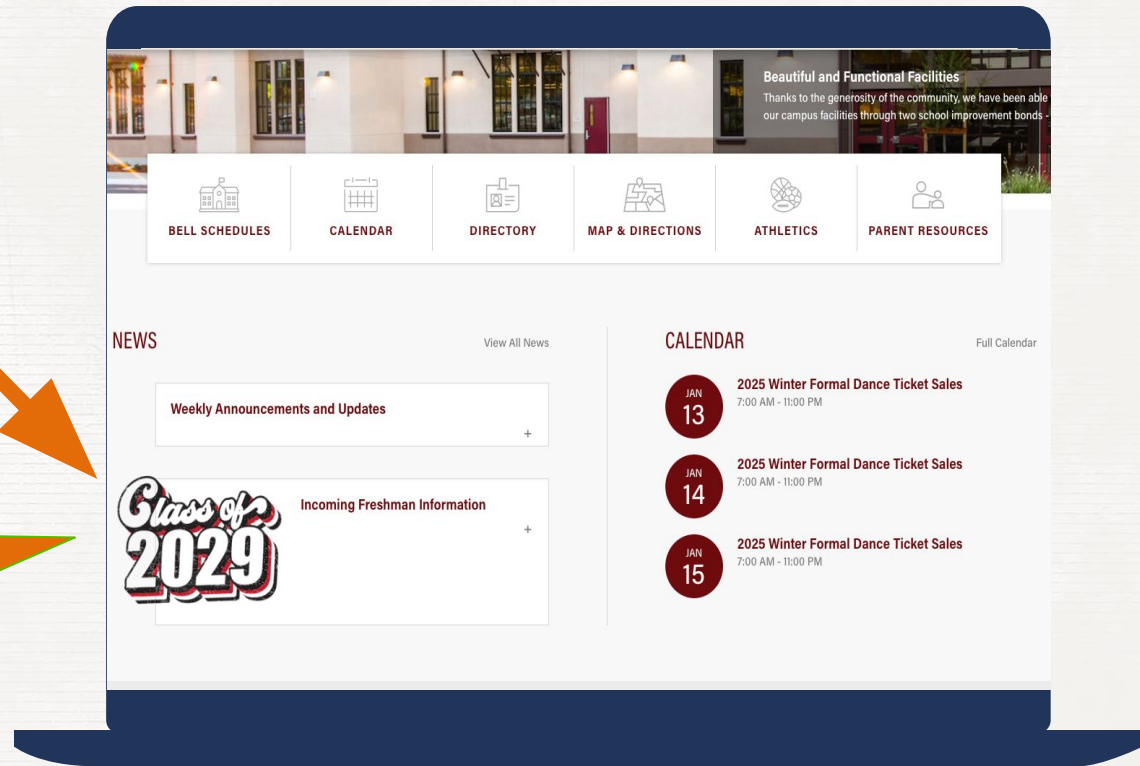 Beautiful and Functional Facilities
Thanks to the generosity of the community, we have been able
our campus facilities through two school improvement bonds -
BELL SCHEDULES
CALENDAR
DIRECTORY
MAP & DIRECTIONS
ATHLETICS
PARENT RESOURCES
NEWS
View All News
Weekly Announcements and Updates
+
Class of
2029
Incoming Freshman Information
+
CALENDAR
Full Calendar
JAN
13
2025 Winter Formal Dance Ticket Sales
7:00 AM - 11:00 PM
JAN
14
2025 Winter Formal Dance Ticket Sales
7:00 AM - 11:00 PM
JAN
15
2025 Winter Formal Dance Ticket Sales
7:00 AM - 11:00 PM